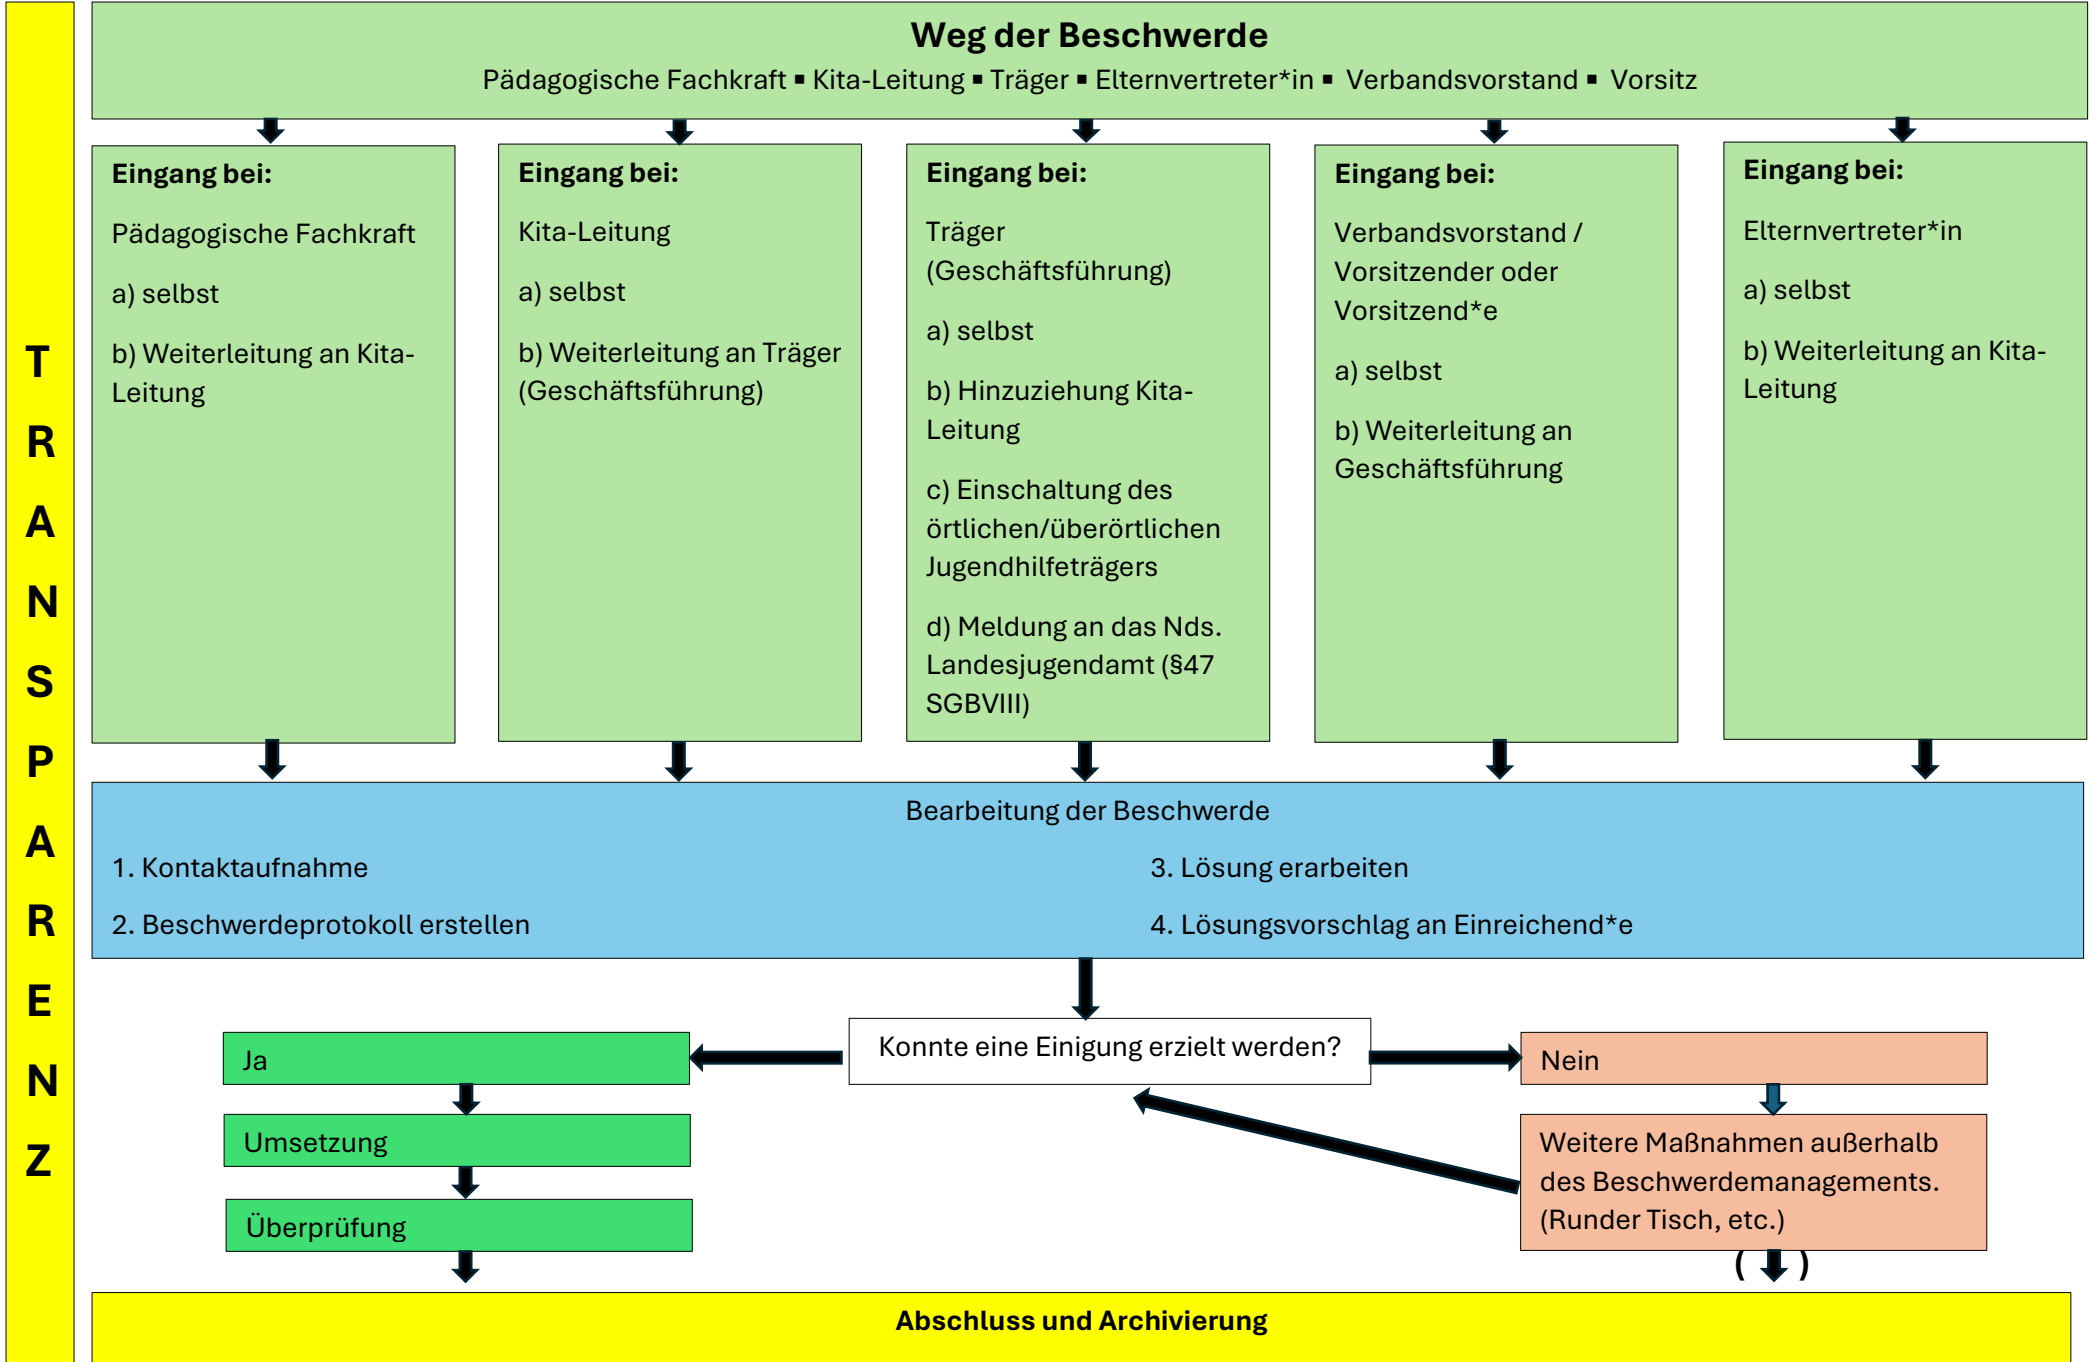 Weg der Beschwerde
Pädagogische Fachkraft ▪ Kita-Leitung ▪ Träger ▪ Elternvertreter*in ▪ Verbandsvorstand ▪ Vorsitz
Eingang bei:
Pädagogische Fachkraft
a) selbst
b) Weiterleitung an Kita-
Leitung
Eingang bei:
Kita-Leitung
a) selbst
b) Weiterleitung an Träger
(Geschäftsführung)
Eingang bei:
Träger
(Geschäftsführung)
a) selbst
b) Hinzuziehung Kita-
Leitung
c) Einschaltung des
örtlichen/überörtlichen
Jugendhilfeträgers
d) Meldung an das Nds.
Landesjugendamt (§47
SGBVIII)
Eingang bei:
Verbandsvorstand /
Vorsitzender oder
Vorsitzend*e
a) selbst
b) Weiterleitung an
Geschäftsführung
Eingang bei:
Elternvertreter*in
a) selbst
b) Weiterleitung an Kita-
Leitung
T
R
A
N
S
P
A
R
E
N
Z
Bearbeitung der Beschwerde
1. Kontaktaufnahme
2. Beschwerdeprotokoll erstellen
3. Lösung erarbeiten
4. Lösungsvorschlag an Einreichend*e
Konnte eine Einigung erzielt werden?
Ja
Umsetzung
Überprüfung
Nein
Weitere Maßnahmen außerhalb
des Beschwerdemanagements.
(Runder Tisch, etc.)
( )
Abschluss und Archivierung